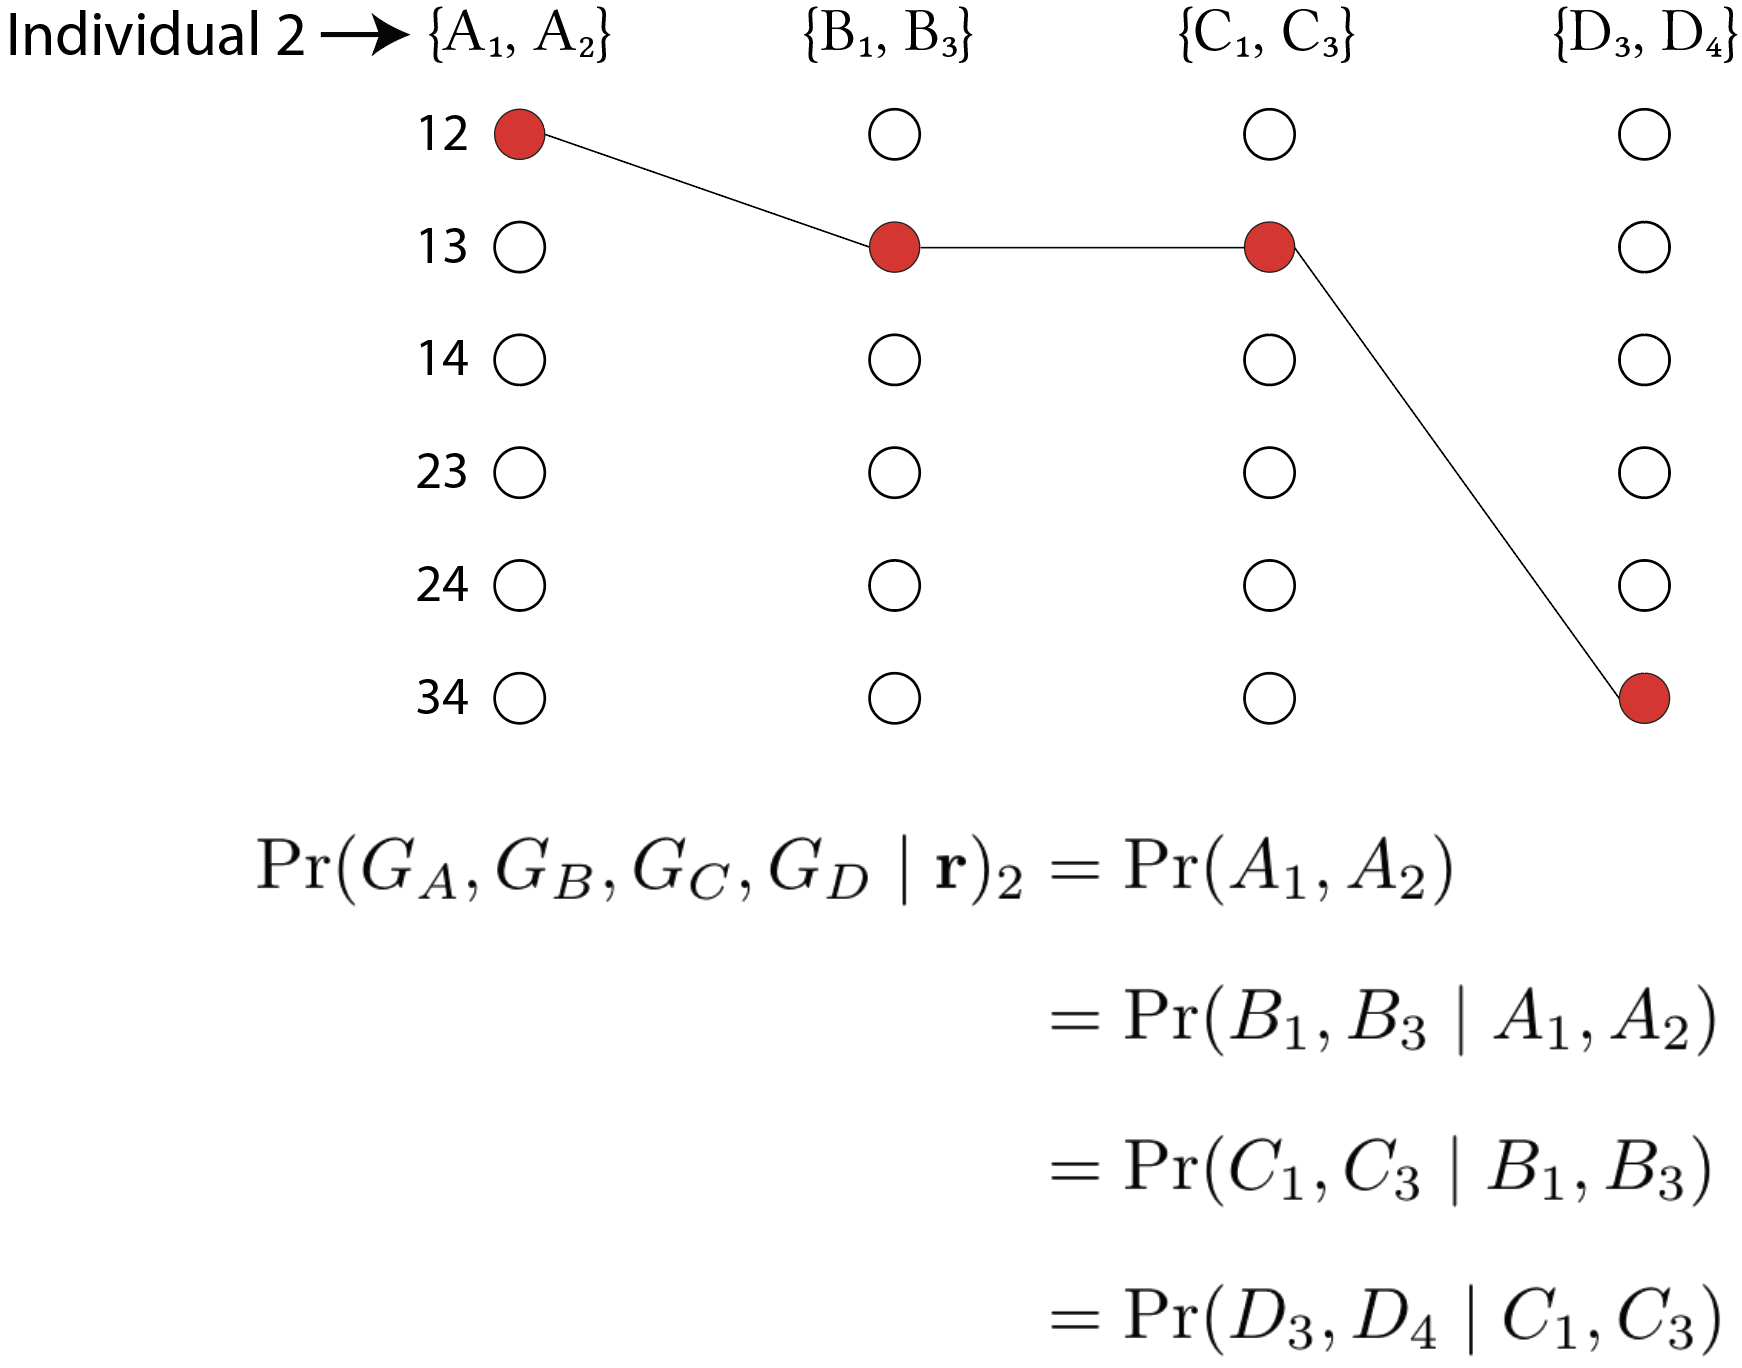 Individual 2 → {A₁, A₂} {B₁, B₃} {C₁, C₃} {D₃, D₄}
12
13
14
23
24
34
Pr(G_A, G_B, G_C, G_D | r)₂ = Pr(A₁, A₂)
= Pr(B₁, B₃ | A₁, A₂)
= Pr(C₁, C₃ | B₁, B₃)
= Pr(D₃, D₄ | C₁, C₃)